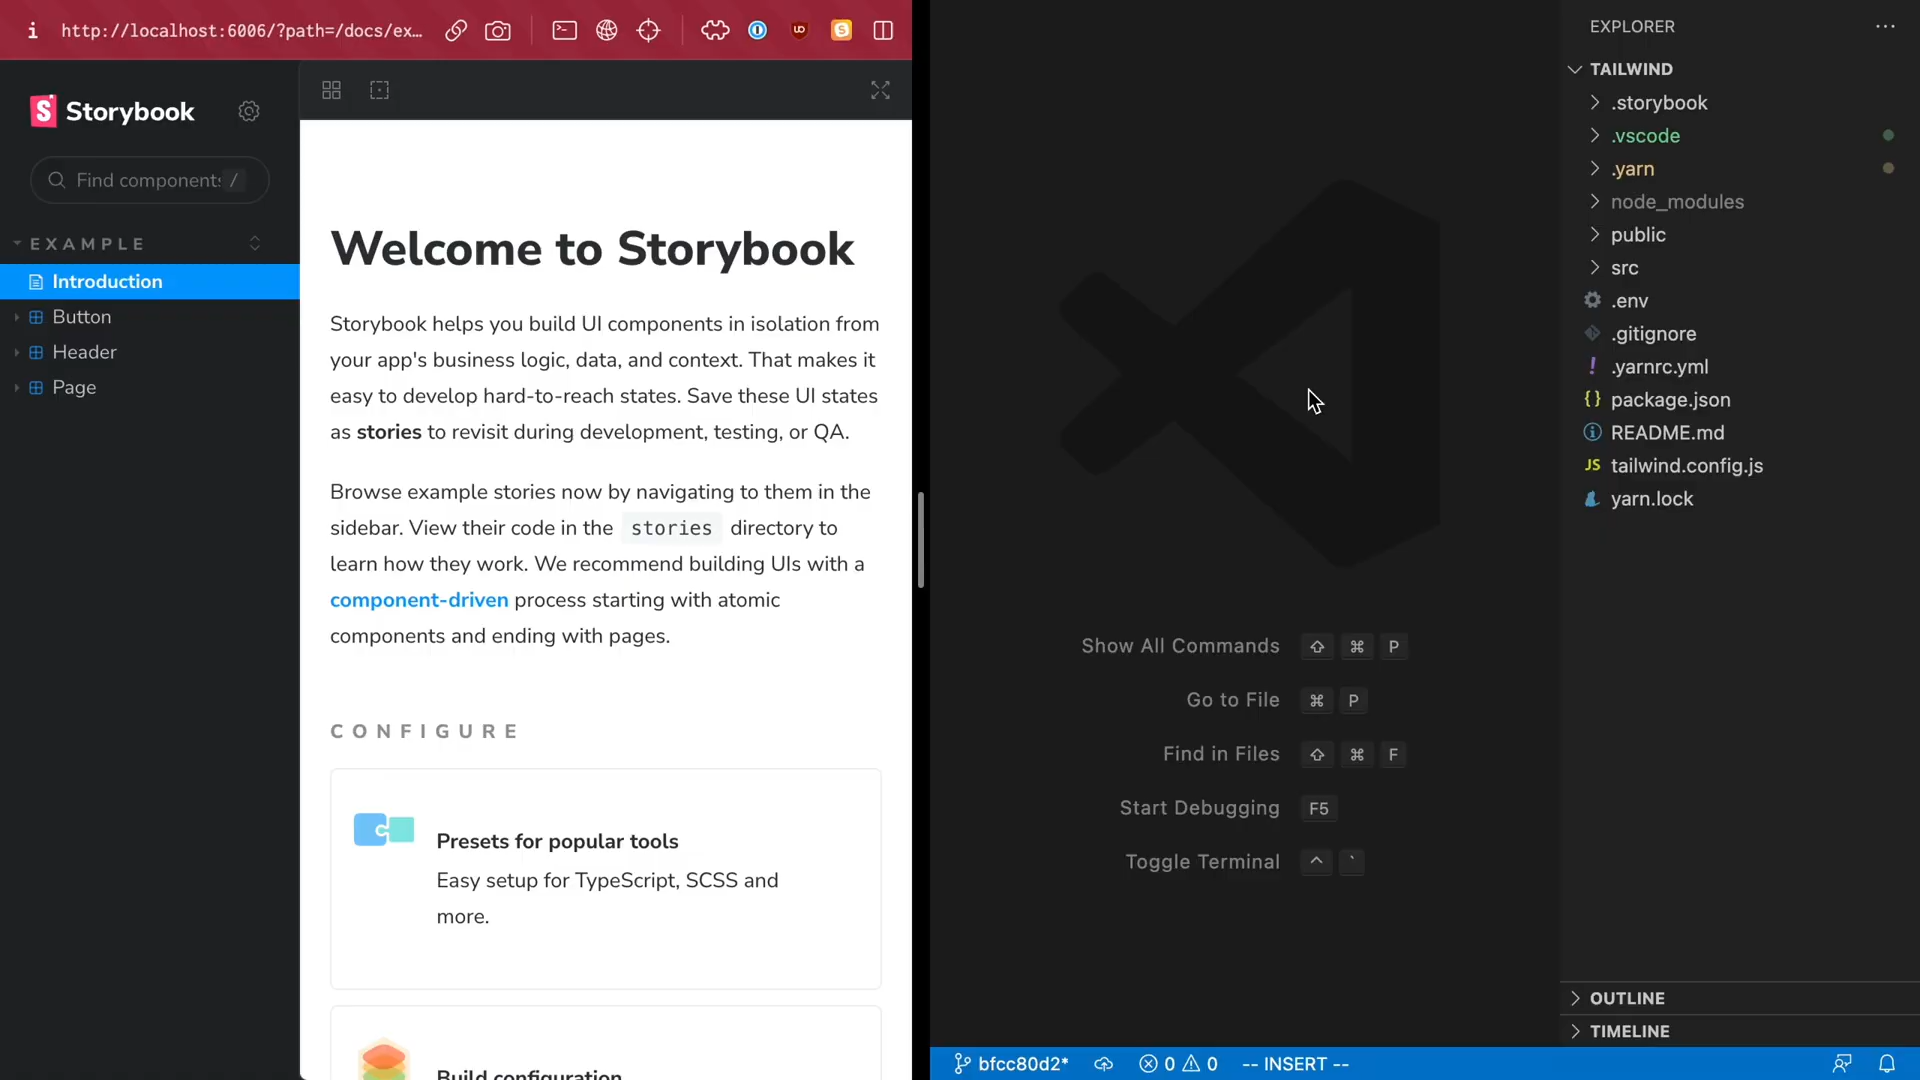 http://localhost:6006/?path=/docs/ex...
Storybook
Find component /
EXAMPLE
Introduction
Button
Header
Page
Welcome to Storybook
Storybook helps you build UI components in isolation from
your app's business logic, data, and context. That makes it
easy to develop hard-to-reach states. Save these UI states
as stories to revisit during development, testing, or QA.
Browse example stories now by navigating to them in the
sidebar. View their code in the stories directory to
learn how they work. We recommend building UIs with a
component-driven process starting with atomic
components and ending with pages.
CONFIGURE
Presets for popular tools
Easy setup for TypeScript, SCSS and
more.
Build configuration
Show All Commands ⇧ ⌘ P
Go to File ⌘ P
Find in Files ⇧ ⌘ F
Start Debugging F5
Toggle Terminal ^ `
EXPLORER
TAILWIND
.storybook
.vscode
.yarn
node_modules
public
src
.env
.gitignore
.yarnrc.yml
package.json
README.md
JS tailwind.config.js
yarn.lock
OUTLINE
TIMELINE
bfcc80d2* 0 0 -- INSERT --